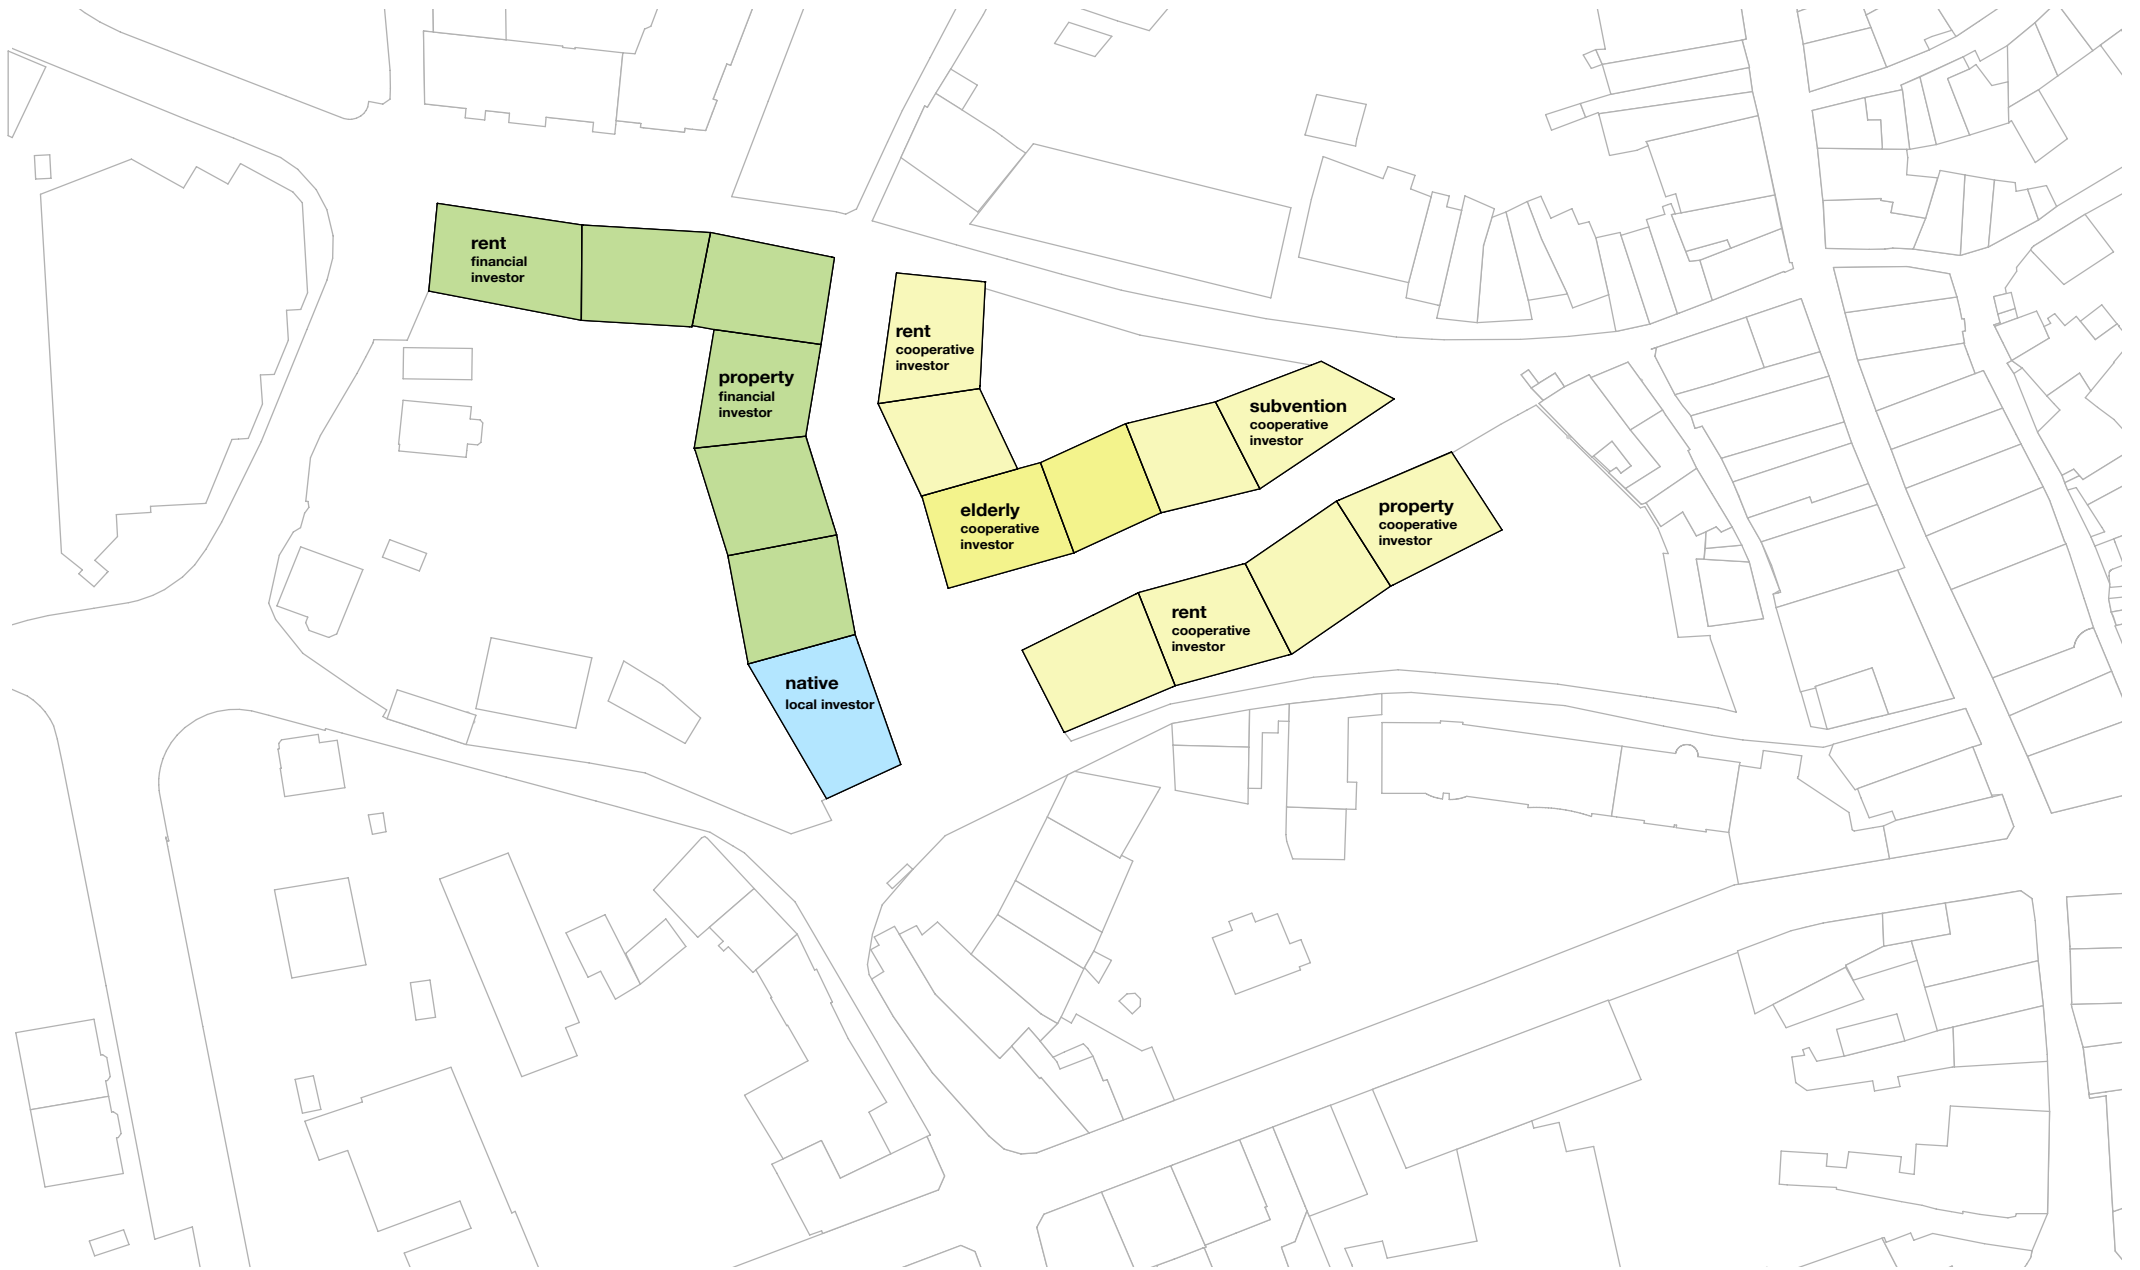 rent
financial
investor
property
financial
investor
rent
cooperative
investor
subvention
cooperative
investor
elderly
cooperative
investor
property
cooperative
investor
rent
cooperative
investor
native
local investor